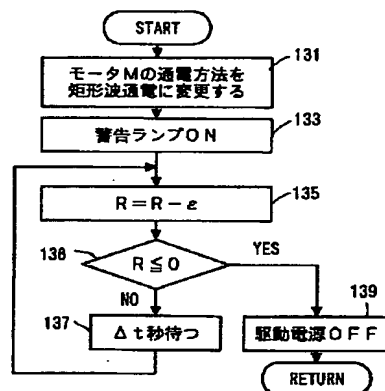 START
131
モータMの通電方法を
矩形波通電に変更する
133
警告ランプON
135
R=R-ε
136
R≦0
YES
NO
137
Δt秒待つ
139
駆動電源OFF
RETURN